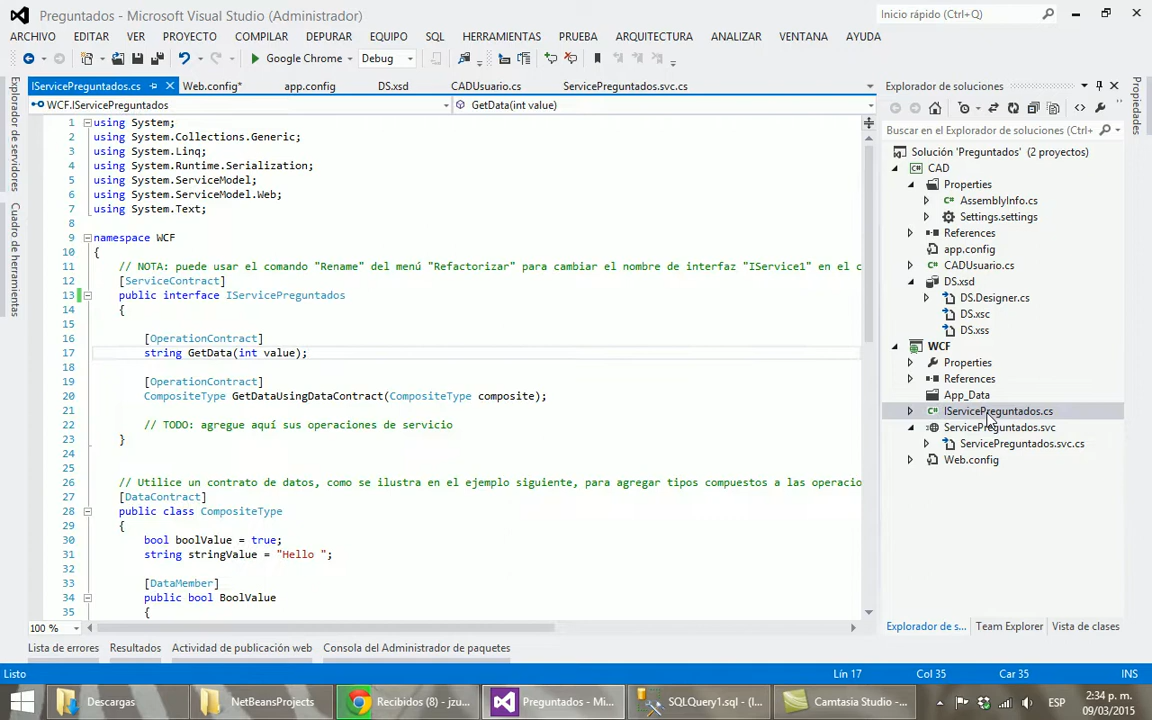 Preguntados - Microsoft Visual Studio (Administrador)
Inicio rápido (Ctrl+Q)
ARCHIVO EDITAR VER PROYECTO COMPILAR DEPURAR EQUIPO SQL HERRAMIENTAS PRUEBA ARQUITECTURA ANALIZAR VENTANA AYUDA
Google Chrome Debug
IServicePreguntados.cs Web.config* app.config DS.xsd CADUsuario.cs ServicePreguntados.svc.cs
WCF.IServicePreguntados GetData(int value)
1 using System;
2 using System.Collections.Generic;
3 using System.Linq;
4 using System.Runtime.Serialization;
5 using System.ServiceModel;
6 using System.ServiceModel.Web;
7 using System.Text;
8
9 namespace WCF
10 {
11 // NOTA: puede usar el comando "Rename" del menú "Refactorizar" para cambiar el nombre de interfaz "IService1" en el c
12 [ServiceContract]
13 public interface IServicePreguntados
14 {
15
16 [OperationContract]
17 string GetData(int value);
18
19 [OperationContract]
20 CompositeType GetDataUsingDataContract(CompositeType composite);
21
22 // TODO: agregue aquí sus operaciones de servicio
23 }
24
25
26 // Utilice un contrato de datos, como se ilustra en el ejemplo siguiente, para agregar tipos compuestos a las operacio
27 [DataContract]
28 public class CompositeType
29 {
30 bool boolValue = true;
31 string stringValue = "Hello ";
32
33 [DataMember]
34 public bool BoolValue
35 {
100 %
Explorador de servidores
Cuadro de herramientas
Explorador de soluciones
Buscar en el Explorador de soluciones (Ctrl+
Solución 'Preguntados' (2 proyectos)
CAD
Properties
AssemblyInfo.cs
Settings.settings
References
app.config
CADUsuario.cs
DS.xsd
DS.Designer.cs
DS.xsc
DS.xss
WCF
Properties
References
App_Data
IServicePreguntados.cs
ServicePreguntados.svc
ServicePreguntados.svc.cs
Web.config
Explorador de s... Team Explorer Vista de clases
Propiedades
Lista de errores Resultados Actividad de publicación web Consola del Administrador de paquetes
Listo Lín 17 Col 35 Car 35 INS
Descargas NetBeansProjects Recibidos (8) - jzu... Preguntados - Mi... SQLQuery1.sql - (l... Camtasia Studio -... ESP
2:34 p. m.
09/03/2015